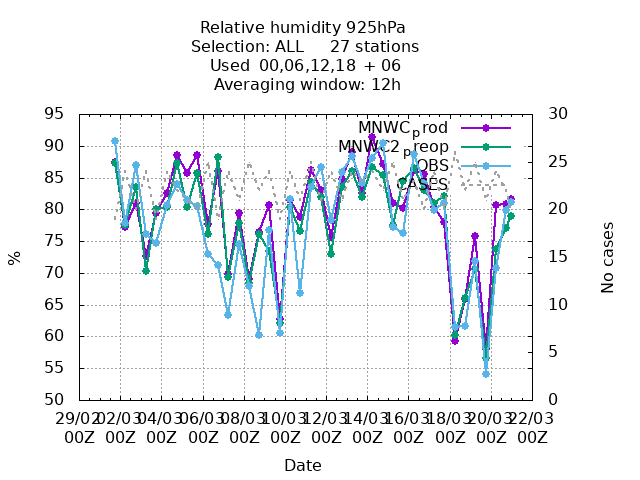 Relative humidity 925hPa
Selection: ALL 27 stations
Used 00,06,12,18 + 06
Averaging window: 12h
95 30
MNWC_prod
90 MNWC2_preop 25
OBS
85 CASES
80 20
75 15
%
No cases
70
65 10
60
55 5
50 0
29/02 02/03 04/03 06/03 08/03 10/03 12/03 14/03 16/03 18/03 20/03 22/03
00Z 00Z 00Z 00Z 00Z 00Z 00Z 00Z 00Z 00Z 00Z 00Z
Date